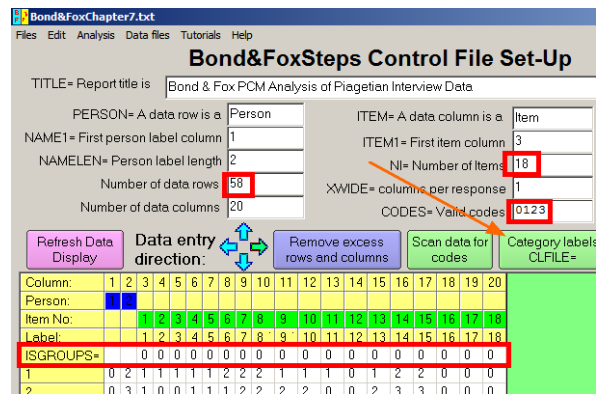 Bond&FoxChapter7.txt
Files Edit Analysis Data files Tutorials Help
Bond&FoxSteps Control File Set-Up
TITLE= Report title is Bond & Fox PCM Analysis of Piagetian Interview Data
PERSON= A data row is a Person ITEM= A data column is a Item
NAME1= First person label column 1 ITEM1= First item column 3
NAMELEN= Person label length 2 NI= Number of Items 18
Number of data rows 58 XWIDE= columns per response 1
Number of data columns 20 CODES= Valid codes 0123
Refresh Data Display Data entry direction: Remove excess rows and columns Scan data for codes Category labels CLFILE=
Column: 1 2 3 4 5 6 7 8 9 10 11 12 13 14 15 16 17 18 19 20
Person: 1 2
Item No: 1 2 3 4 5 6 7 8 9 10 11 12 13 14 15 16 17 18
Label: 1 2 3 4 5 6 7 8 9 10 11 12 13 14 15 16 17 18
ISGROUPS= 0 0 0 0 0 0 0 0 0 0 0 0 0 0 0 0 0 0
1 0 2 1 1 1 1 1 2 2 2 1 1 1 0 1 2 2 0 0 0
2 0 3 1 0 0 1 1 1 2 2 2 2 0 0 2 3 3 0 0 0